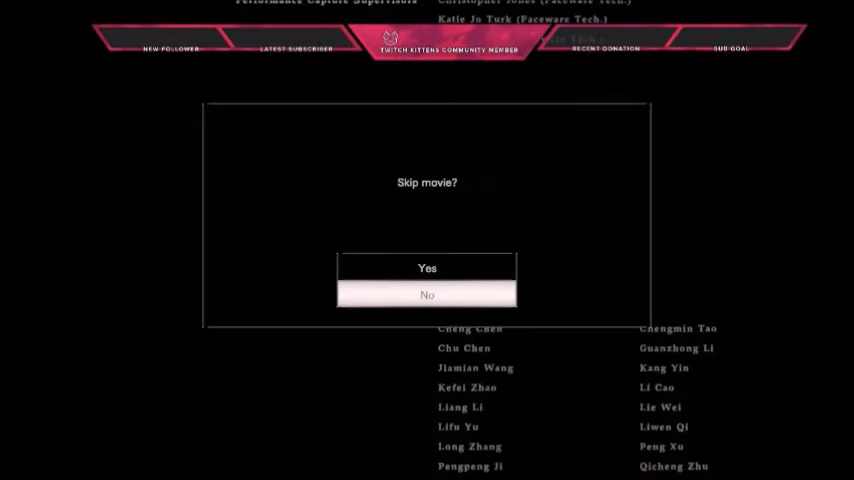 Performance Capture Supervisors
Christopher Jones (Faceware Tech.)
Katie Jo Turk (Faceware Tech.)
NEW FOLLOWER
LATEST SUBSCRIBER
TWITCH KITTENS COMMUNITY MEMBER
RECENT DONATION
SUB GOAL
Skip movie?
Yes
No
Cheng Chen
Chengmin Tao
Chu Chen
Guanzhong Li
Jiamian Wang
Kang Yin
Kefei Zhao
Li Cao
Liang Li
Lie Wei
Lifu Yu
Liwen Qi
Long Zhang
Peng Xu
Pengpeng Ji
Qicheng Zhu